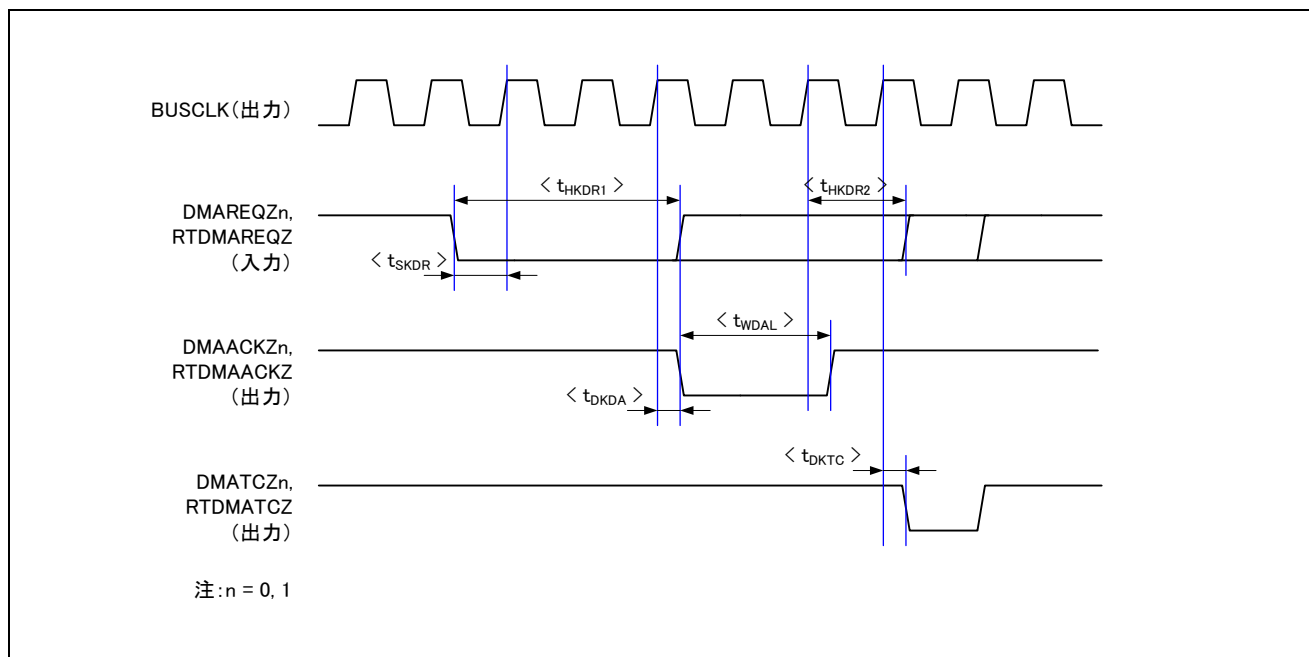 BUSCLK(出力)
< tHKDR1 >
< tHKDR2 >
DMAREQZn,
RTDMAREQZ
(入力)
< tSKDR >
< tWDAL >
DMAACKZn,
RTDMAACKZ
(出力)
< tDKDA >
< tDKTC >
DMATCZn,
RTDMATCZ
(出力)
注:n = 0, 1